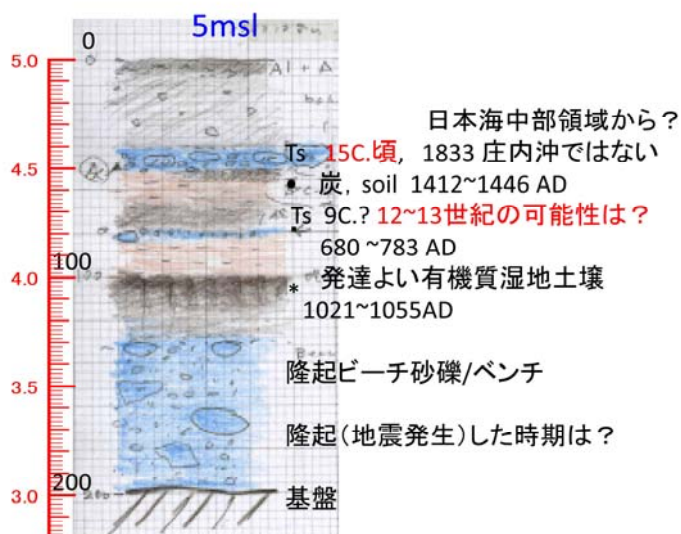 5msl
0
5.0
日本海中部領域から？
Ts 15C.頃, 1833 庄内沖ではない
4.5
炭, soil 1412~1446 AD
Ts 9C.? 12~13世紀の可能性は？
680 ~783 AD
100
4.0
発達よい有機質湿地土壌
*
1021~1055AD
隆起ビーチ砂礫/ベンチ
3.5
隆起（地震発生）した時期は？
200
3.0
基盤